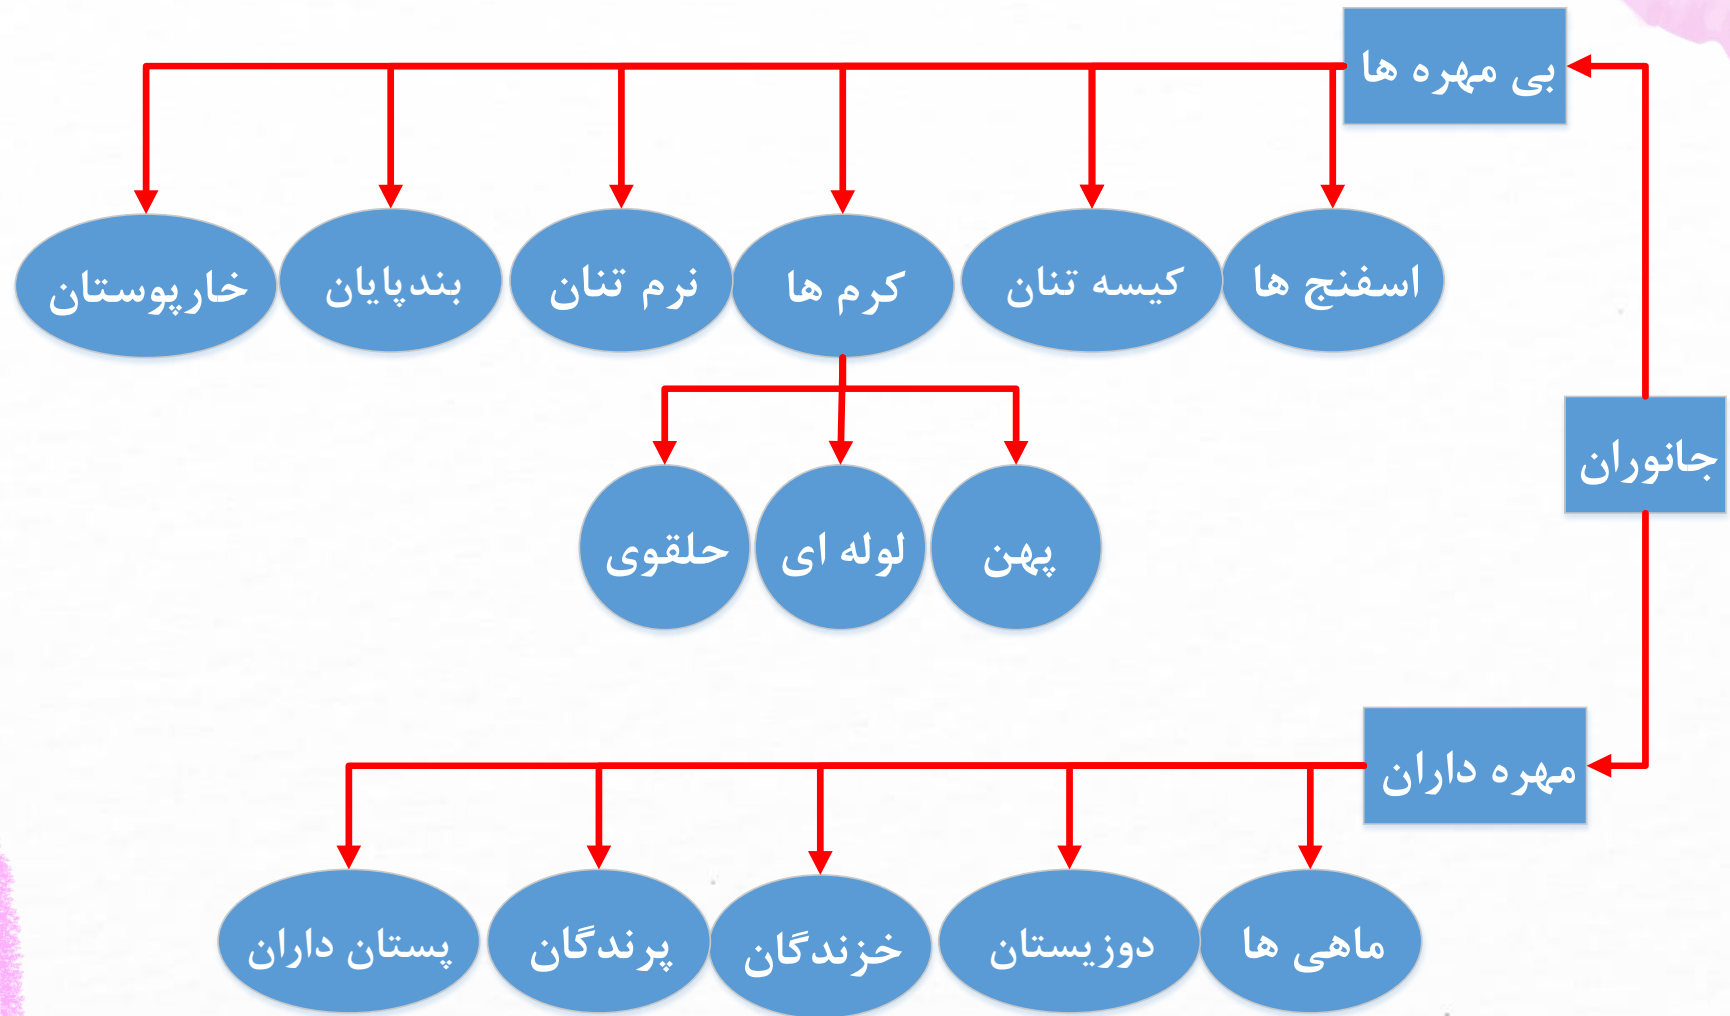 بی مهره ها
اسفنج ها
کیسه تنان
کرم ها
نرم تنان
بندپایان
خارپوستان
جانوران
پهن
لوله ای
حلقوی
مهره داران
ماهی ها
دوزیستان
خزندگان
پرندگان
پستان داران